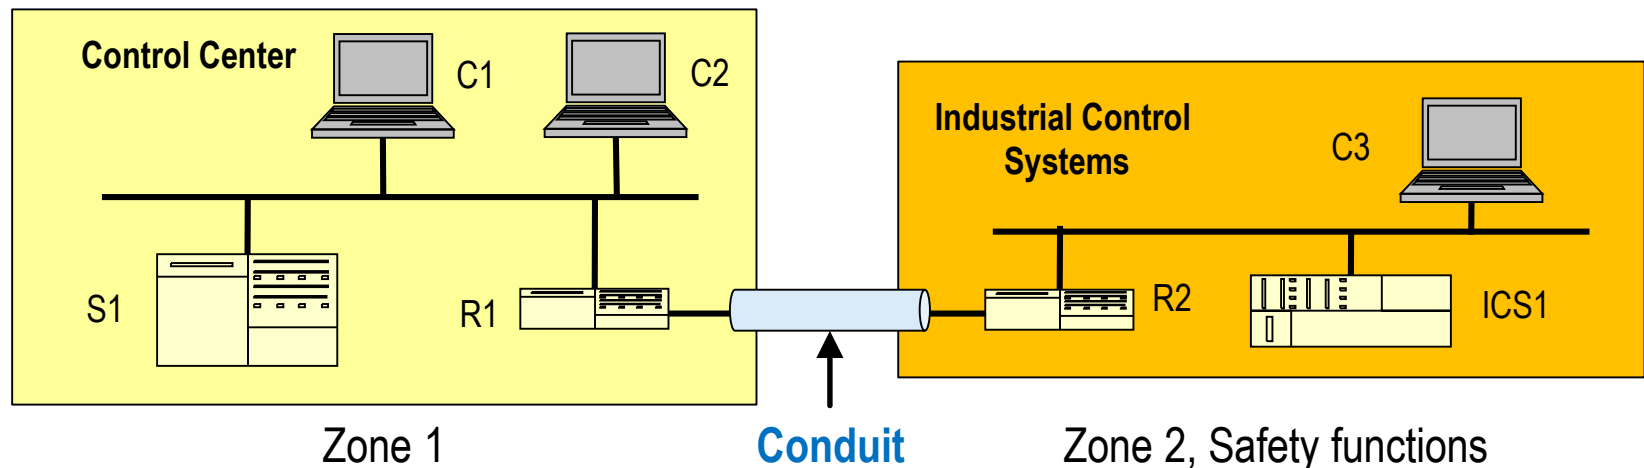 Control Center
C1
C2
S1
R1
Industrial Control
Systems
C3
R2
ICS1
Zone 1
Conduit
Zone 2, Safety functions